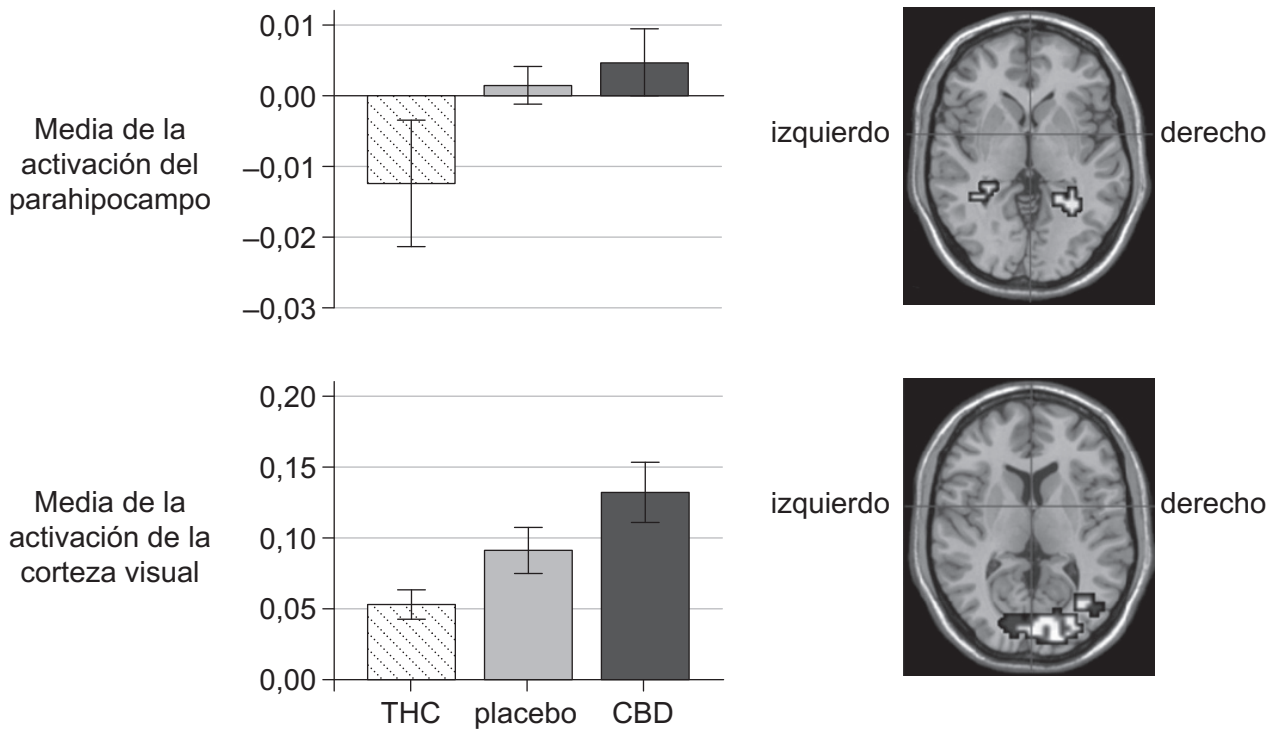 0,01
0,00
–0,01
–0,02
–0,03
Media de la
activación del
parahipocampo
izquierdo
derecho
0,20
0,15
0,10
0,05
0,00
Media de la
activación de la
corteza visual
THC placebo CBD
izquierdo
derecho